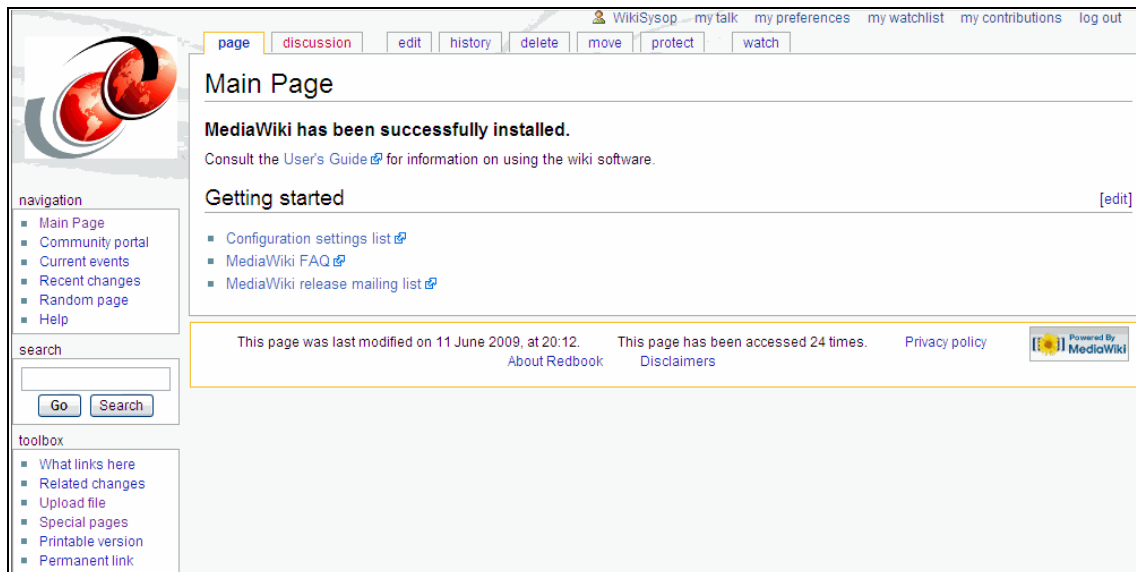 WikiSysop my talk my preferences my watchlist my contributions log out
page discussion edit history delete move protect watch
Main Page
MediaWiki has been successfully installed.
Consult the User's Guide for information on using the wiki software.
Getting started [edit]
Configuration settings list
MediaWiki FAQ
MediaWiki release mailing list
This page was last modified on 11 June 2009, at 20:12. This page has been accessed 24 times. Privacy policy
About Redbook Disclaimers
Powered By
MediaWiki
navigation
Main Page
Community portal
Current events
Recent changes
Random page
Help
search
Go Search
toolbox
What links here
Related changes
Upload file
Special pages
Printable version
Permanent link